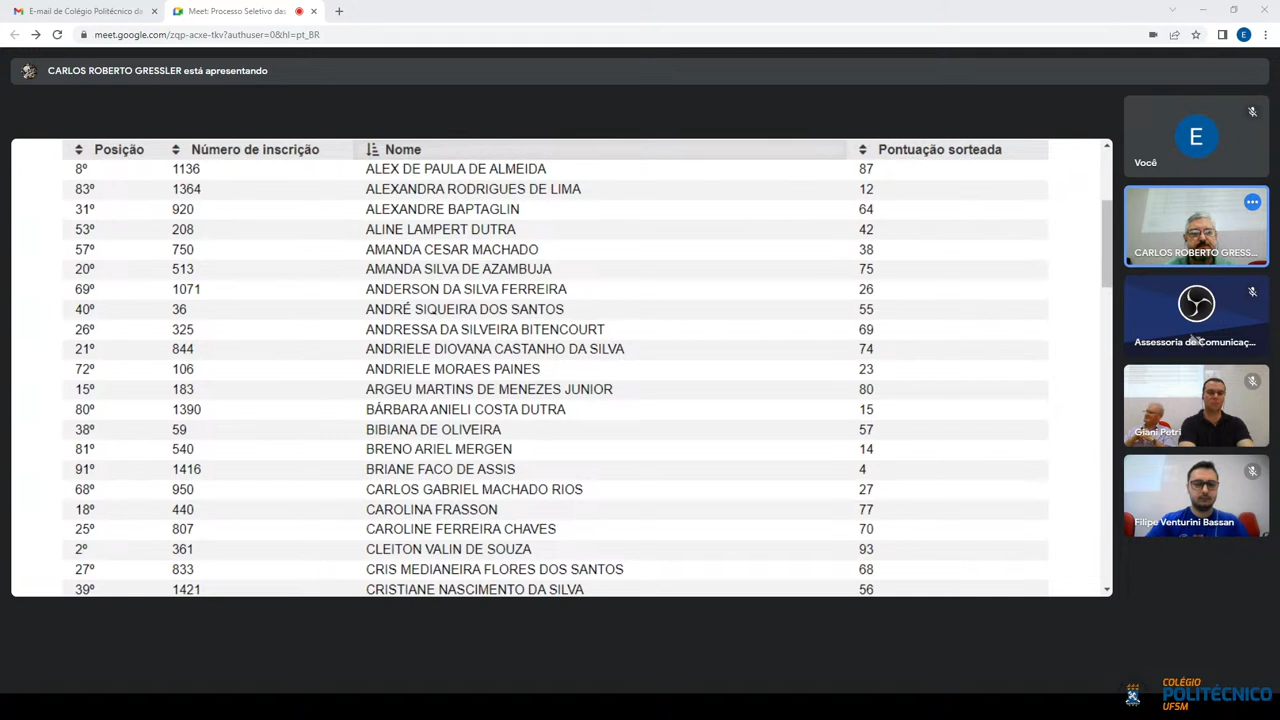 E-mail de Colégio Politécnico da
Meet: Processo Seletivo das
meet.google.com/zqp-acxe-tkv?authuser=0&hl=pt_BR
E
CARLOS ROBERTO GRESSLER está apresentando
Posição Número de inscrição Nome Pontuação sorteada
8º 1136 ALEX DE PAULA DE ALMEIDA 87
83º 1364 ALEXANDRA RODRIGUES DE LIMA 12
31º 920 ALEXANDRE BAPTAGLIN 64
53º 208 ALINE LAMPERT DUTRA 42
57º 750 AMANDA CESAR MACHADO 38
20º 513 AMANDA SILVA DE AZAMBUJA 75
69º 1071 ANDERSON DA SILVA FERREIRA 26
40º 36 ANDRÉ SIQUEIRA DOS SANTOS 55
26º 325 ANDRESSA DA SILVEIRA BITENCOURT 69
21º 844 ANDRIELE DIOVANA CASTANHO DA SILVA 74
72º 106 ANDRIELE MORAES PAINES 23
15º 183 ARGEU MARTINS DE MENEZES JUNIOR 80
80º 1390 BÁRBARA ANIELI COSTA DUTRA 15
38º 59 BIBIANA DE OLIVEIRA 57
81º 540 BRENO ARIEL MERGEN 14
91º 1416 BRIANE FACO DE ASSIS 4
68º 950 CARLOS GABRIEL MACHADO RIOS 27
18º 440 CAROLINA FRASSON 77
25º 807 CAROLINE FERREIRA CHAVES 70
2º 361 CLEITON VALIN DE SOUZA 93
27º 833 CRIS MEDIANEIRA FLORES DOS SANTOS 68
39º 1421 CRISTIANE NASCIMENTO DA SILVA 56
E
Você
CARLOS ROBERTO GRESS...
Assessoria de Comunicaç...
Giani Petri
Filipe Venturini Bassan
COLÉGIO
POLITÉCNICO
UFSM